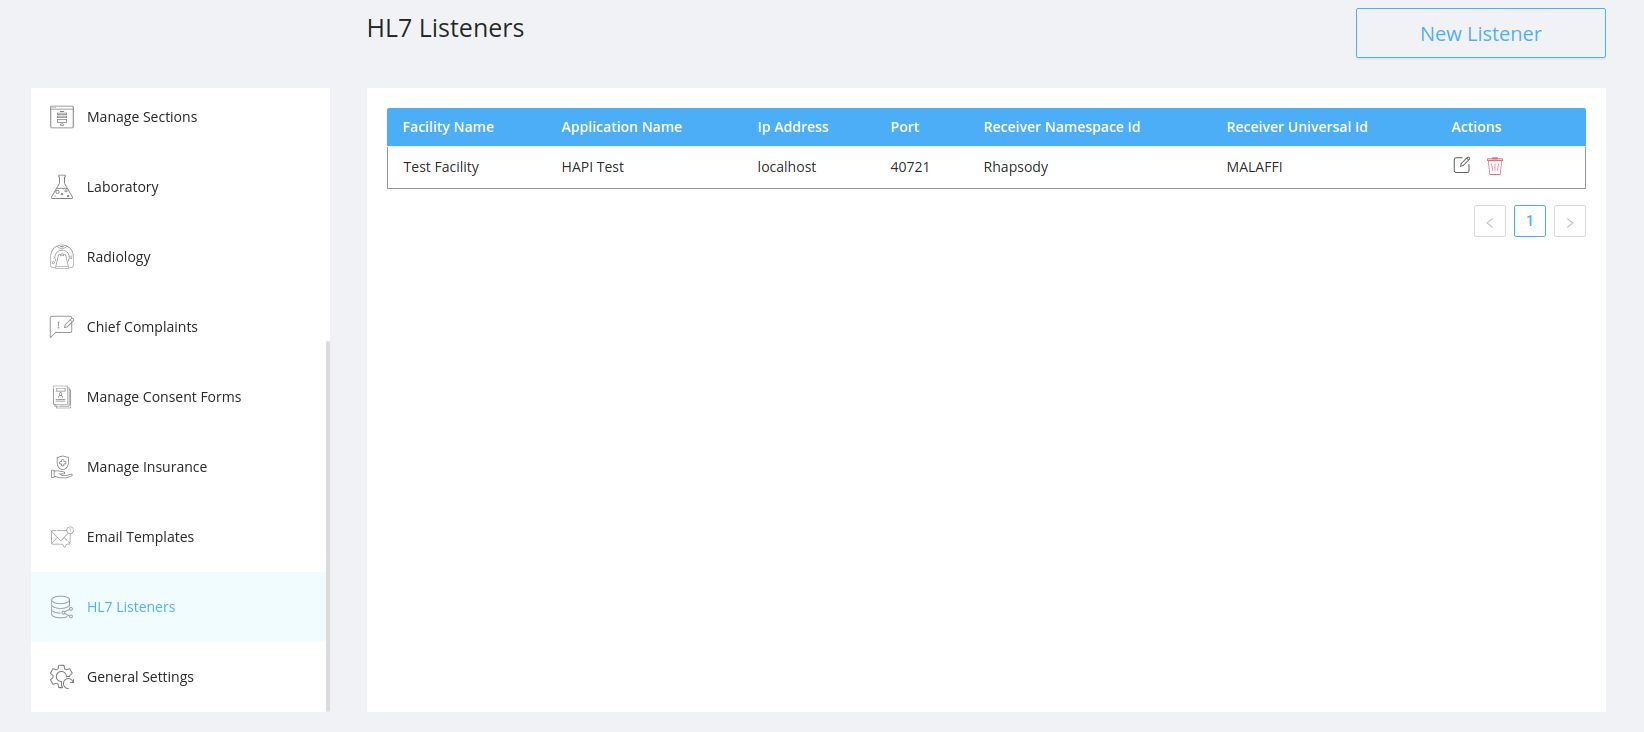 HL7 Listeners
New Listener
Manage Sections
Laboratory
Radiology
Chief Complaints
Manage Consent Forms
Manage Insurance
Email Templates
HL7 Listeners
General Settings
Facility Name Application Name Ip Address Port Receiver Namespace Id Receiver Universal Id Actions
Test Facility HAPI Test localhost 40721 Rhapsody MALAFFI
< 1 >